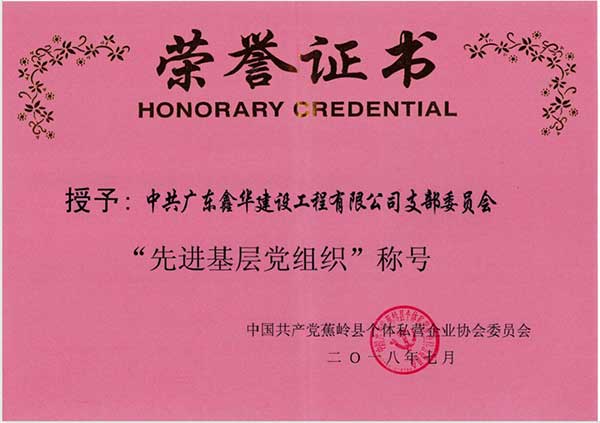 荣誉证书
HONORARY CREDENTIAL
授予：中共广东鑫华建设工程有限公司支部委员会
“先进基层党组织”称号
中国共产党蕉岭县个体私营企业协会委员会
二〇一八年七月